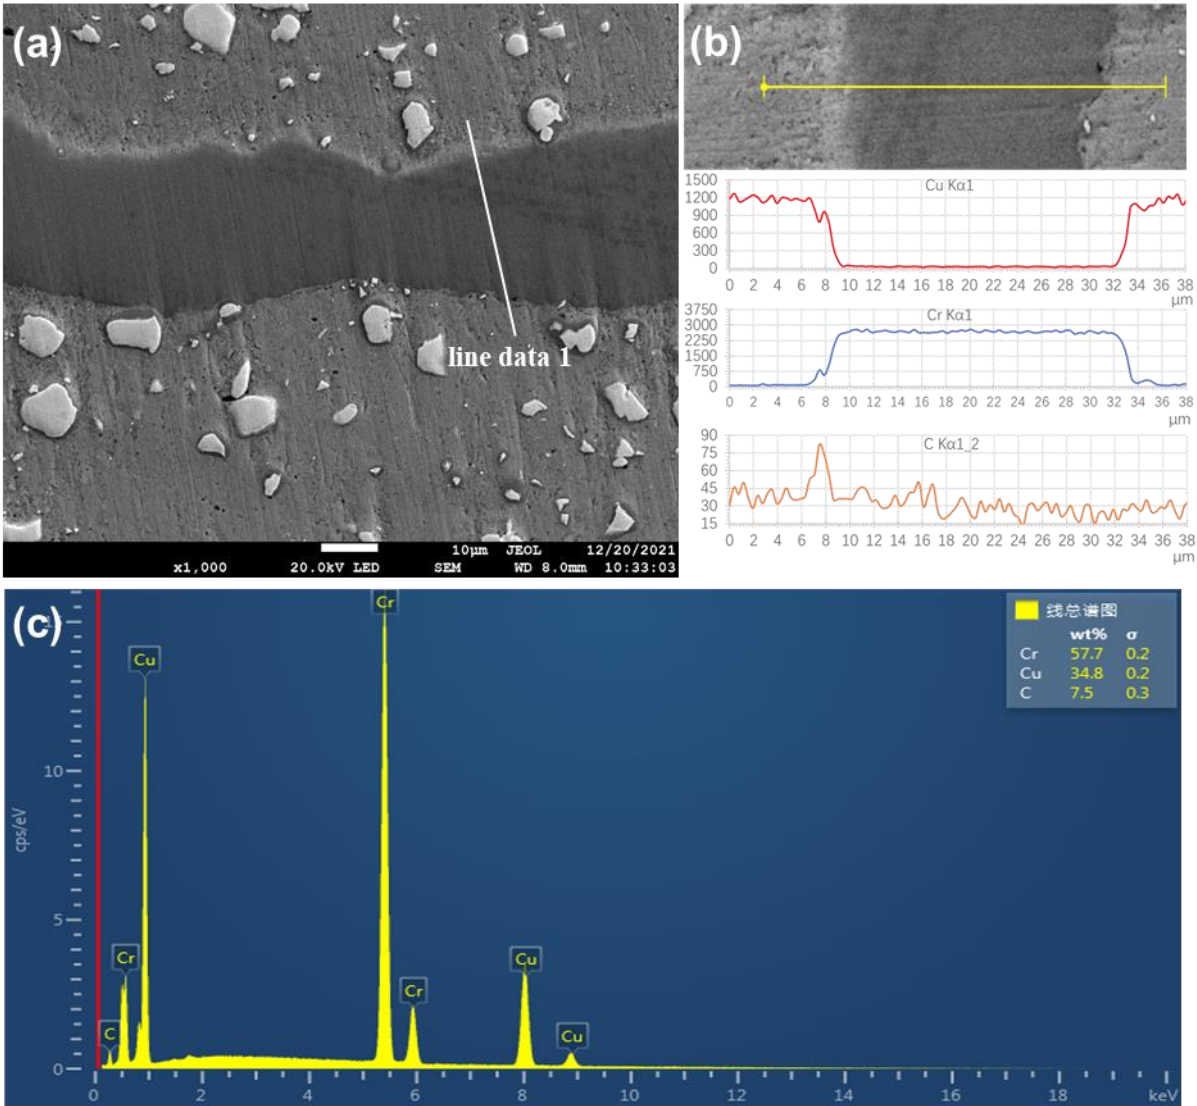 (a)
line data 1
10μm JEOL 12/20/2021
x1,000 20.0kV LED SEM WD 8.0mm 10:33:03
(b)
Cu Kα1
1500
1200
900
600
300
0
0 2 4 6 8 10 12 14 16 18 20 22 24 26 28 30 32 34 36 38
μm
Cr Kα1
3750
3000
2250
1500
750
0
0 2 4 6 8 10 12 14 16 18 20 22 24 26 28 30 32 34 36 38
μm
C Kα1_2
90
75
60
45
30
15
0 2 4 6 8 10 12 14 16 18 20 22 24 26 28 30 32 34 36 38
μm
(c)
线总谱图
wt% σ
Cr 57.7 0.2
Cu 34.8 0.2
C 7.5 0.3
Cr
Cu
Cr
C
Cr
Cu
Cu
cps/eV
10
5
0
0 2 4 6 8 10 12 14 16 18 keV